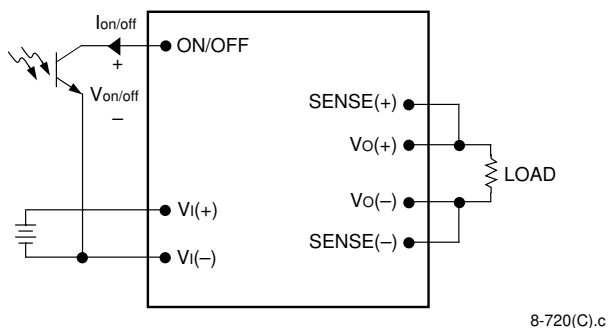 Ion/off
ON/OFF
+
Von/off
–
SENSE(+)
VO(+)
LOAD
VO(–)
VI(+)
SENSE(–)
VI(–)
8-720(C).c